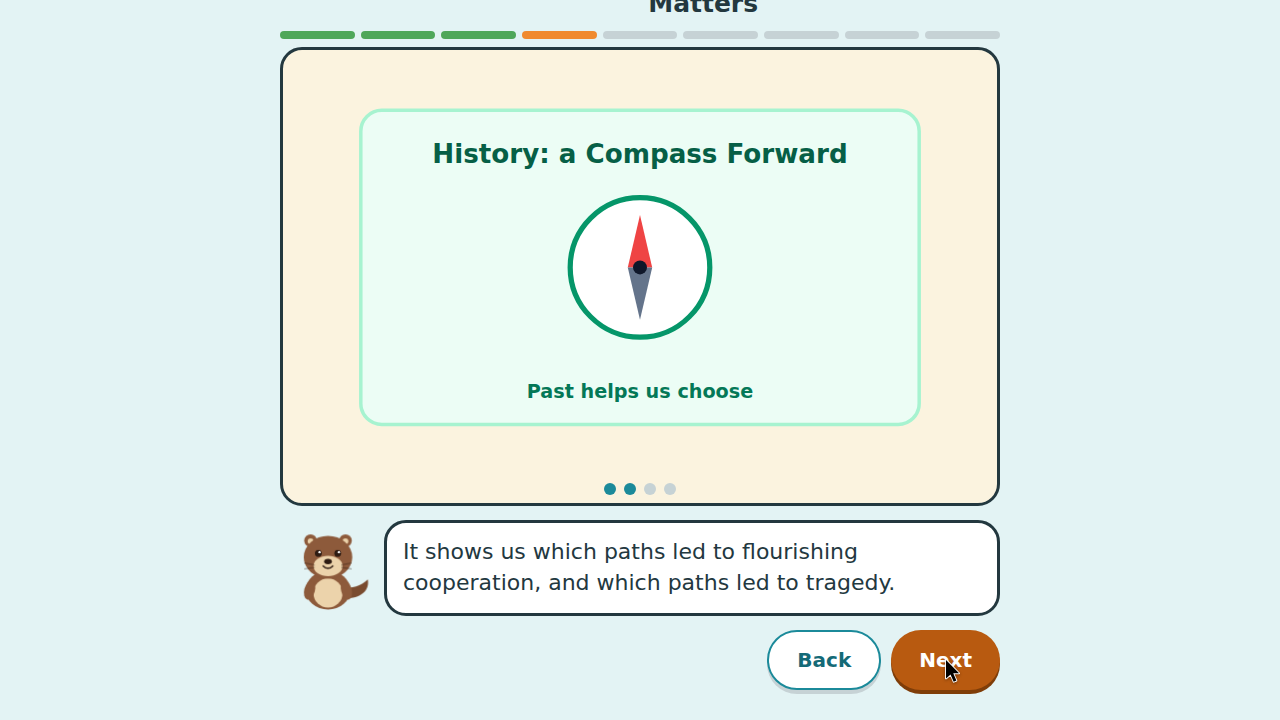 Matters
History: a Compass Forward
Past helps us choose
It shows us which paths led to flourishing
cooperation, and which paths led to tragedy.
Back
Next